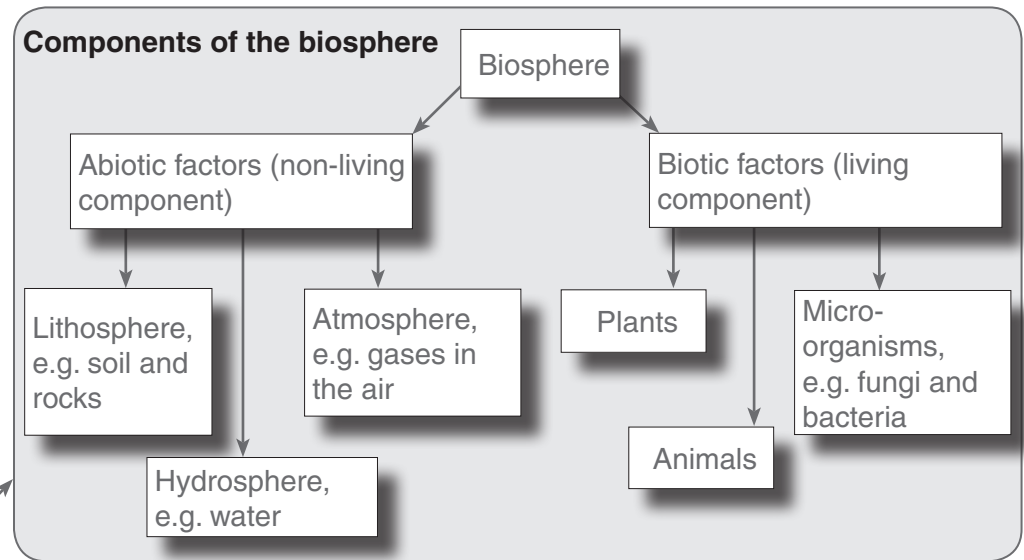 Components of the biosphere
Biosphere
Abiotic factors (non-living
component)
Biotic factors (living
component)
Lithosphere,
e.g. soil and
rocks
Hydrosphere,
e.g. water
Atmosphere,
e.g. gases in
the air
Plants
Animals
Micro-
organisms,
e.g. fungi and
bacteria